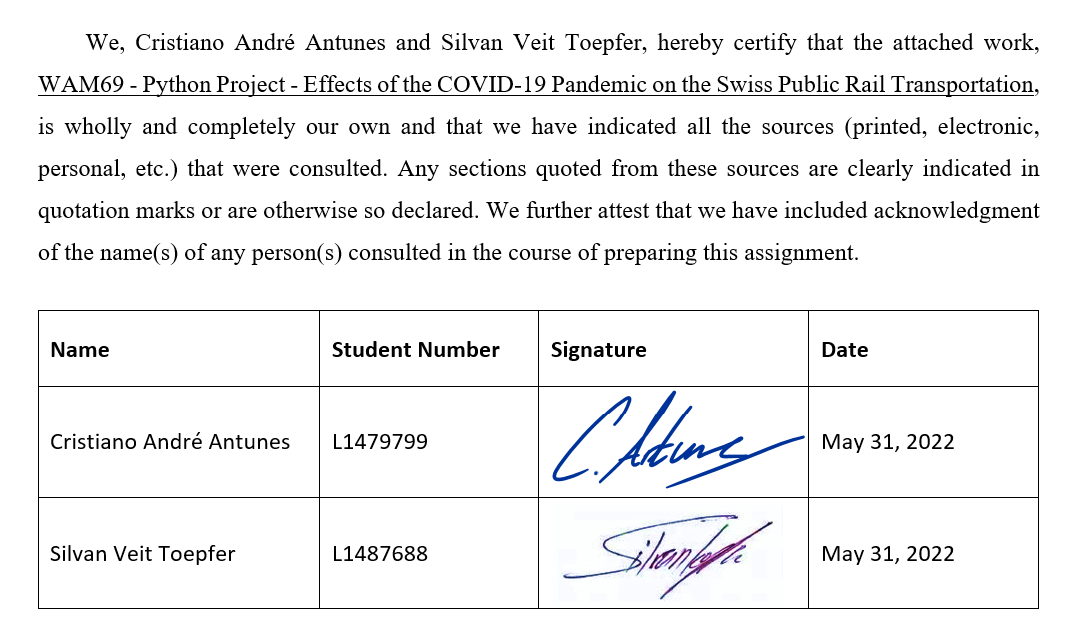 We, Cristiano André Antunes and Silvan Veit Toepfer, hereby certify that the attached work,
WAM69 - Python Project - Effects of the COVID-19 Pandemic on the Swiss Public Rail Transportation,
is wholly and completely our own and that we have indicated all the sources (printed, electronic,
personal, etc.) that were consulted. Any sections quoted from these sources are clearly indicated in
quotation marks or are otherwise so declared. We further attest that we have included acknowledgment
of the name(s) of any person(s) consulted in the course of preparing this assignment.
Name Student Number Signature Date
Cristiano André Antunes L1479799 C. Antunes May 31, 2022
Silvan Veit Toepfer L1487688 Silvan May 31, 2022